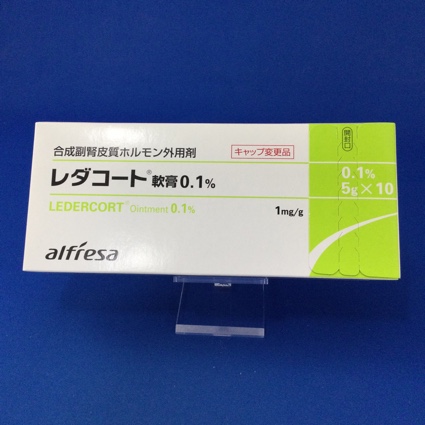 合成副腎皮質ホルモン外用剤
キャップ変更品
開封口
レダコート®軟膏0.1%
0.1%
5g×10
LEDERCORT® Ointment 0.1%
1mg/g
alfresa